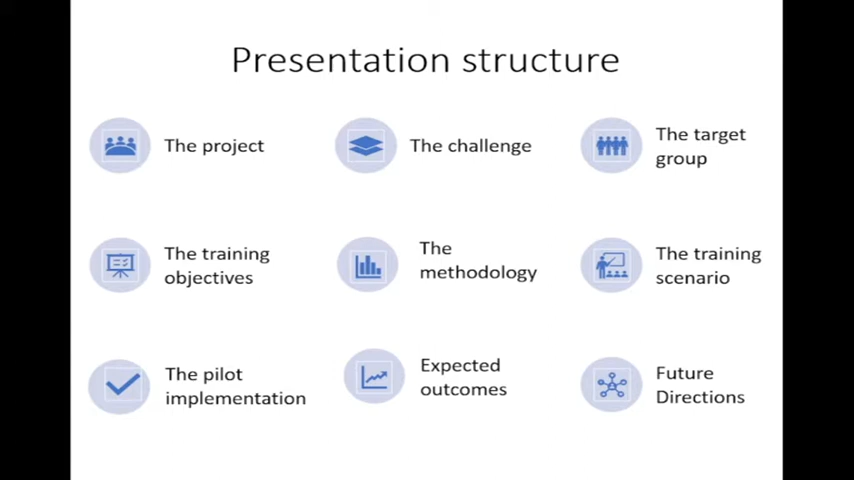 Presentation structure
The project
The challenge
The target
group
The training
objectives
The
methodology
The training
scenario
The pilot
implementation
Expected
outcomes
Future
Directions